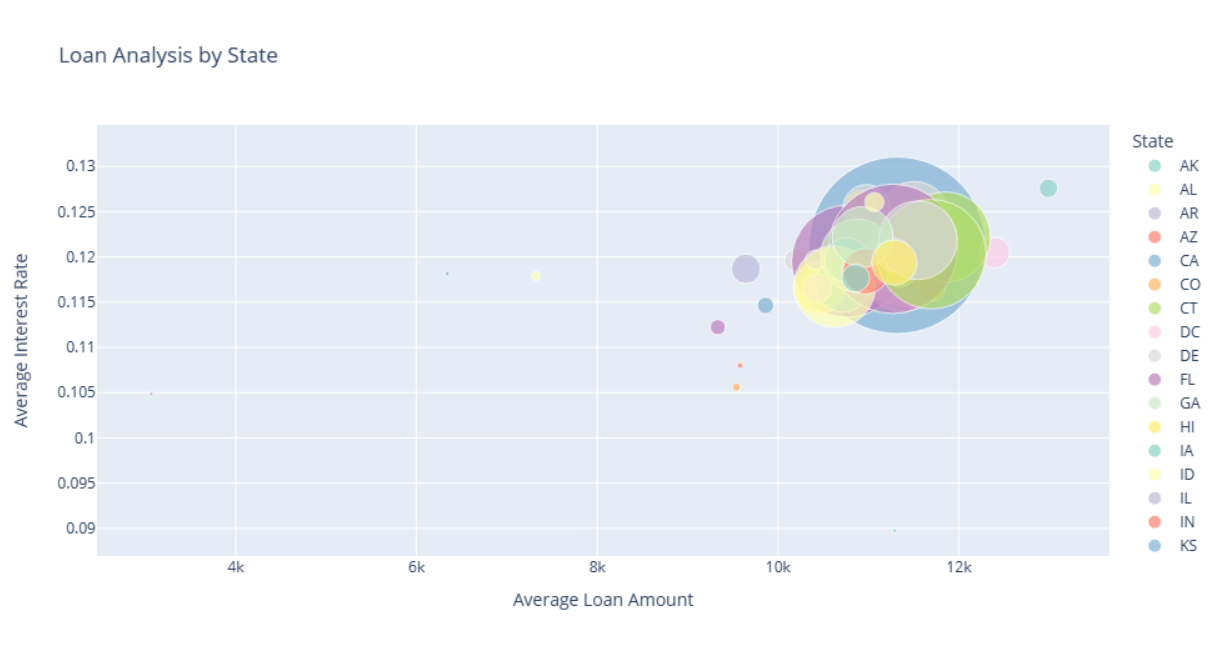 Loan Analysis by State
State
AK
AL
AR
AZ
CA
CO
CT
DC
DE
FL
GA
HI
IA
ID
IL
IN
KS
0.13
0.125
0.12
0.115
0.11
0.105
0.1
0.095
0.09
Average Interest Rate
4k
6k
8k
10k
12k
Average Loan Amount